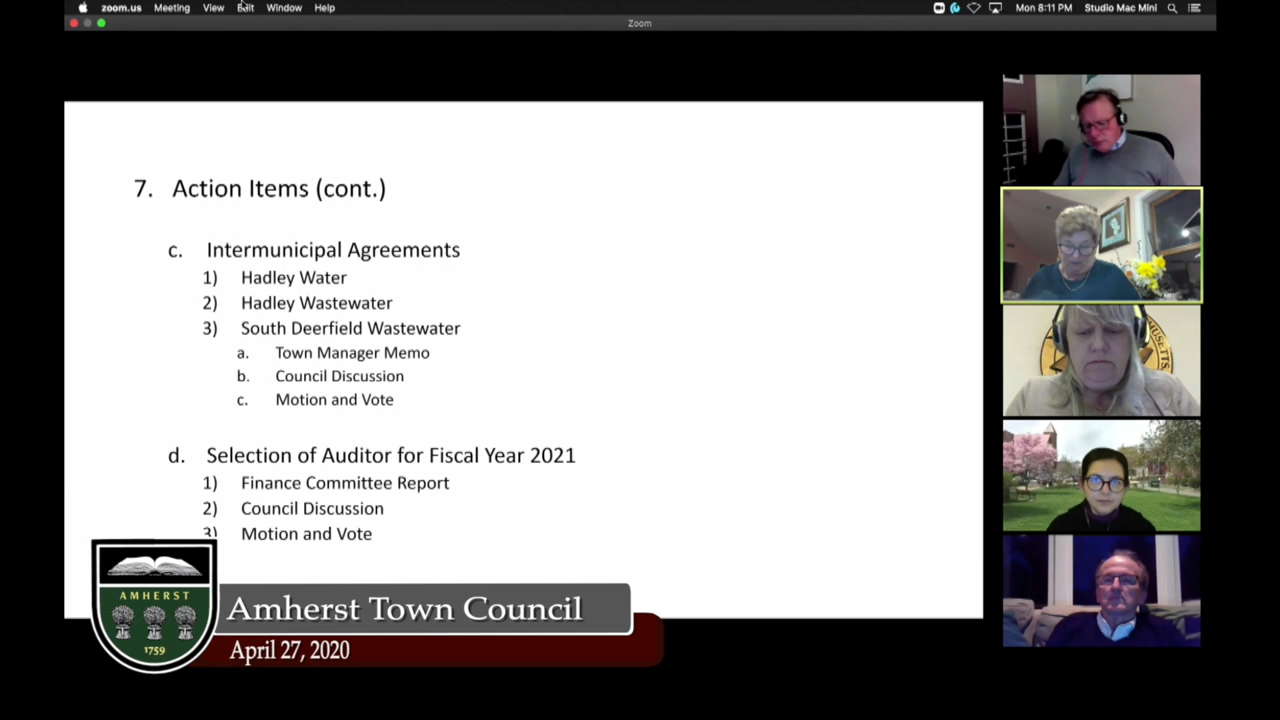 zoom.us Meeting View Edit Window Help Mon 8:11 PM Studio Mac Mini
Zoom
7. Action Items (cont.)
c. Intermunicipal Agreements
1) Hadley Water
2) Hadley Wastewater
3) South Deerfield Wastewater
a. Town Manager Memo
b. Council Discussion
c. Motion and Vote
d. Selection of Auditor for Fiscal Year 2021
1) Finance Committee Report
2) Council Discussion
3) Motion and Vote
AMHERST
1759
Amherst Town Council
April 27, 2020